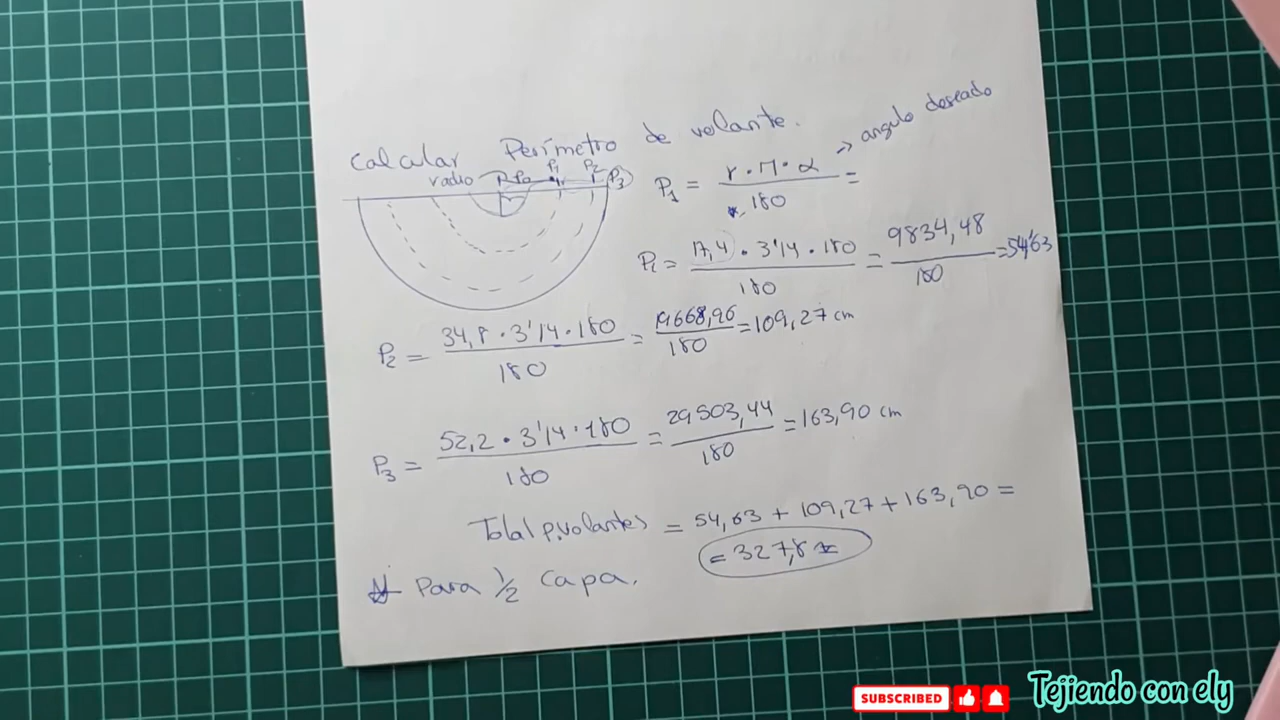 Calcular Perímetro de volante.
radio R P0 P1 P2 P3
P1 = r · π · α / 180 = → angulo deseado
P1 = 17,4 · 3'14 · 180 / 180 = 9834,48 / 180 = 54'63
P2 = 34,8 · 3'14 · 180 / 180 = 19668,96 / 180 = 109,27 cm
P3 = 52,2 · 3'14 · 180 / 180 = 29503,44 / 180 = 163,90 cm
Total p.volantes = 54,63 + 109,27 + 163,90 =
= 327,8
Para 1/2 capa.
SUBSCRIBED
Tejiendo con ely